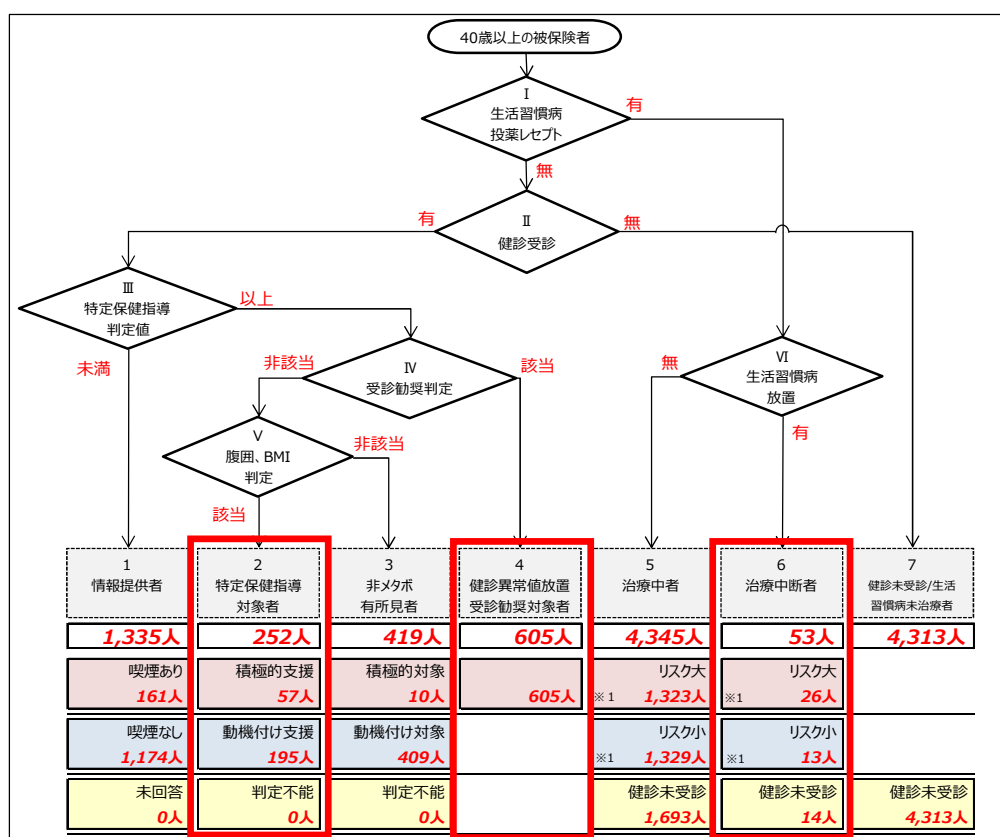 40歳以上の被保険者
Ⅰ
生活習慣病
投薬レセプト
有
無
Ⅱ
健診受診
有
無
Ⅲ
特定保健指導
判定値
以上
未満
Ⅳ
受診勧奨判定
非該当
該当
Ⅵ
生活習慣病
放置
無
有
Ⅴ
腹囲、BMI
判定
非該当
該当
1
情報提供者
2
特定保健指導
対象者
3
非メタボ
有所見者
4
健診異常値放置
受診勧奨対象者
5
治療中者
6
治療中断者
7
健診未受診/生活
習慣病未治療者
1,335人
252人
419人
605人
4,345人
53人
4,313人
喫煙あり
161人
積極的支援
57人
積極的対象
10人
605人
リスク大
※1 1,323人
リスク大
※1 26人
喫煙なし
1,174人
動機付け支援
195人
動機付け対象
409人
リスク小
※1 1,329人
リスク小
※1 13人
未回答
0人
判定不能
0人
判定不能
0人
健診未受診
1,693人
健診未受診
14人
健診未受診
4,313人